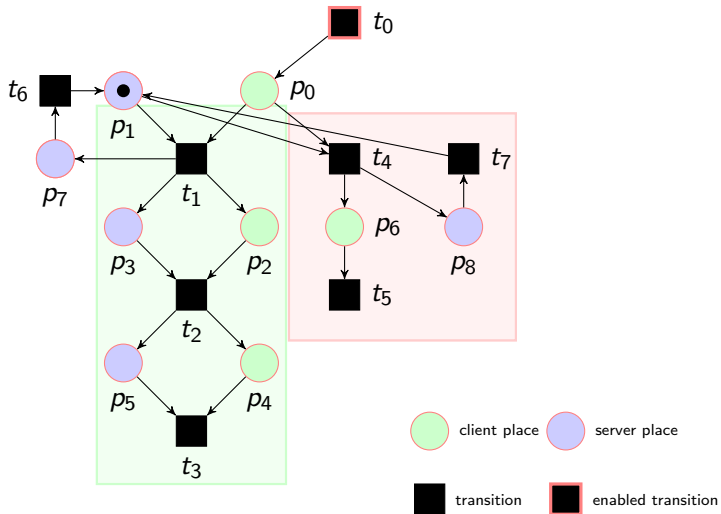 t0
t6
p0
p1
t4
t7
p7
t1
p6
p3
p2
p8
t2
t5
p5
p4
client place
server place
t3
transition
enabled transition